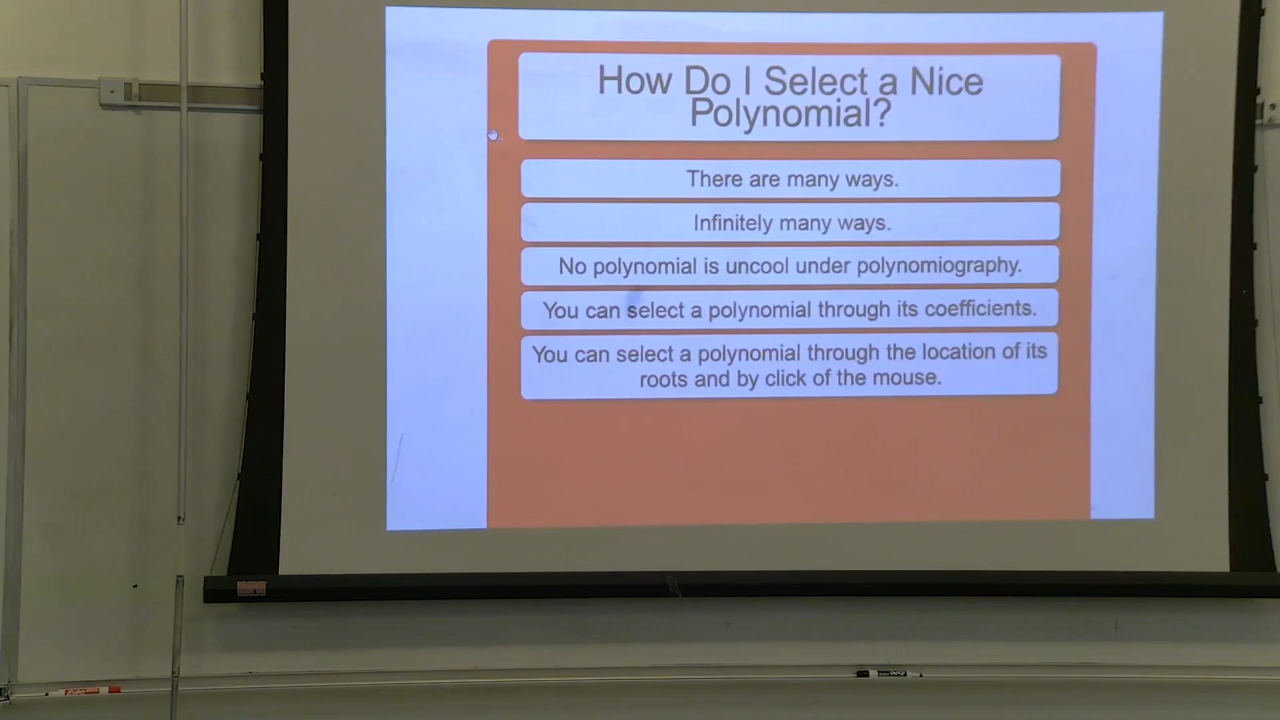 How Do I Select a Nice
Polynomial?
There are many ways.
Infinitely many ways.
No polynomial is uncool under polynomiography.
You can select a polynomial through its coefficients.
You can select a polynomial through the location of its
roots and by click of the mouse.